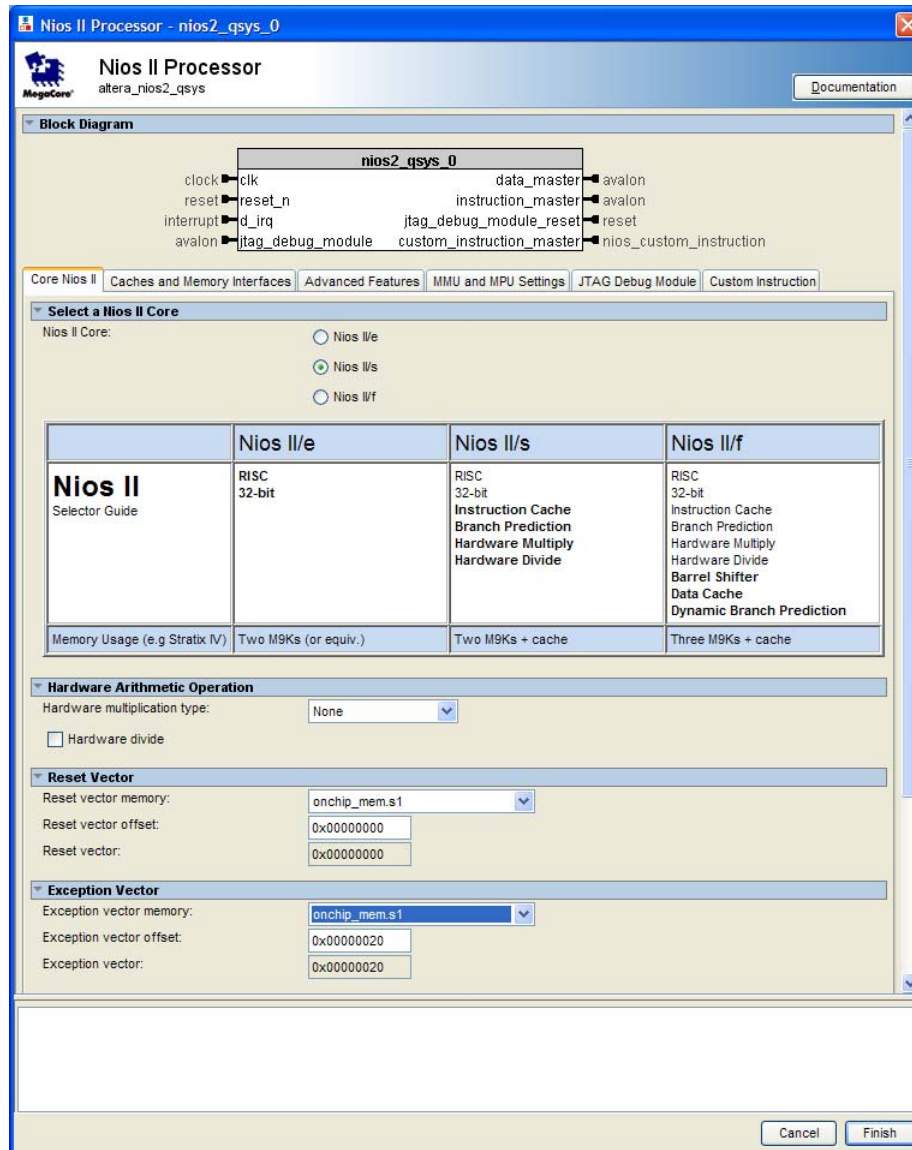 Nios II Processor - nios2_qsys_0
MegaCore'
Nios II Processor
altera_nios2_qsys
Documentation
Block Diagram
nios2_qsys_0
clock clk data_master avalon
reset reset_n instruction_master avalon
interrupt d_irq jtag_debug_module_reset reset
avalon jtag_debug_module custom_instruction_master nios_custom_instruction
Core Nios II Caches and Memory Interfaces Advanced Features MMU and MPU Settings JTAG Debug Module Custom Instruction
Select a Nios II Core
Nios II Core:
Nios II/e
Nios II/s
Nios II/f
Nios II/e Nios II/s Nios II/f
Nios II
Selector Guide
RISC
32-bit
RISC
32-bit
Instruction Cache
Branch Prediction
Hardware Multiply
Hardware Divide
RISC
32-bit
Instruction Cache
Branch Prediction
Hardware Multiply
Hardware Divide
Barrel Shifter
Data Cache
Dynamic Branch Prediction
Memory Usage (e.g Stratix IV) Two M9Ks (or equiv.) Two M9Ks + cache Three M9Ks + cache
Hardware Arithmetic Operation
Hardware multiplication type: None
Hardware divide
Reset Vector
Reset vector memory: onchip_mem.s1
Reset vector offset: 0x00000000
Reset vector: 0x00000000
Exception Vector
Exception vector memory: onchip_mem.s1
Exception vector offset: 0x00000020
Exception vector: 0x00000020
Cancel Finish